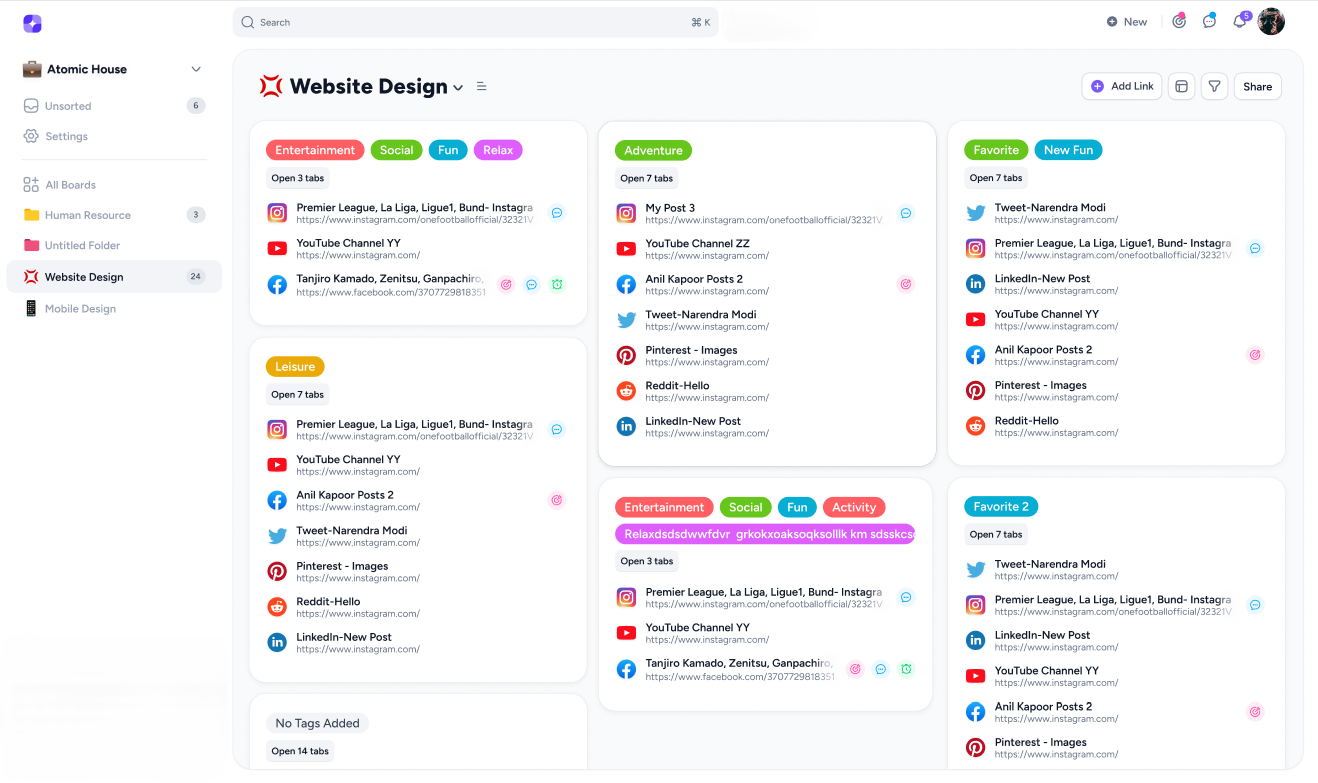 Search
⌘ K
New
5
Atomic House
Unsorted
6
Settings
All Boards
Human Resource
3
Untitled Folder
Website Design
24
Mobile Design
Website Design
Add Link
Share
Entertainment Social Fun Relax
Open 3 tabs
Premier League, La Liga, Ligue1, Bund- Instagra
https://www.instagram.com/onefootballofficial/32321V
YouTube Channel YY
https://www.instagram.com/
Tanjiro Kamado, Zenitsu, Ganpachiro,
https://www.facebook.com/3707729818351
Leisure
Open 7 tabs
Premier League, La Liga, Ligue1, Bund- Instagra
https://www.instagram.com/onefootballofficial/32321V
YouTube Channel YY
https://www.instagram.com/
Anil Kapoor Posts 2
https://www.instagram.com/
Tweet-Narendra Modi
https://www.instagram.com/
Pinterest - Images
https://www.instagram.com/
Reddit-Hello
https://www.instagram.com/
LinkedIn-New Post
https://www.instagram.com/
No Tags Added
Open 14 tabs
Adventure
Open 7 tabs
My Post 3
https://www.instagram.com/onefootballofficial/32321V
YouTube Channel ZZ
https://www.instagram.com/
Anil Kapoor Posts 2
https://www.instagram.com/
Tweet-Narendra Modi
https://www.instagram.com/
Pinterest - Images
https://www.instagram.com/
Reddit-Hello
https://www.instagram.com/
LinkedIn-New Post
https://www.instagram.com/
Entertainment Social Fun Activity
Relaxdsdsdwwfdvr grkokxoaksoqksolllk km sdsskcsd
Open 3 tabs
Premier League, La Liga, Ligue1, Bund- Instagra
https://www.instagram.com/onefootballofficial/32321V
YouTube Channel YY
https://www.instagram.com/
Tanjiro Kamado, Zenitsu, Ganpachiro,
https://www.facebook.com/3707729818351
Favorite New Fun
Open 7 tabs
Tweet-Narendra Modi
https://www.instagram.com/
Premier League, La Liga, Ligue1, Bund- Instagra
https://www.instagram.com/onefootballofficial/32321V
LinkedIn-New Post
https://www.instagram.com/
YouTube Channel YY
https://www.instagram.com/
Anil Kapoor Posts 2
https://www.instagram.com/
Pinterest - Images
https://www.instagram.com/
Reddit-Hello
https://www.instagram.com/
Favorite 2
Open 7 tabs
Tweet-Narendra Modi
https://www.instagram.com/
Premier League, La Liga, Ligue1, Bund- Instagra
https://www.instagram.com/onefootballofficial/32321V
LinkedIn-New Post
https://www.instagram.com/
YouTube Channel YY
https://www.instagram.com/
Anil Kapoor Posts 2
https://www.instagram.com/
Pinterest - Images
https://www.instagram.com/